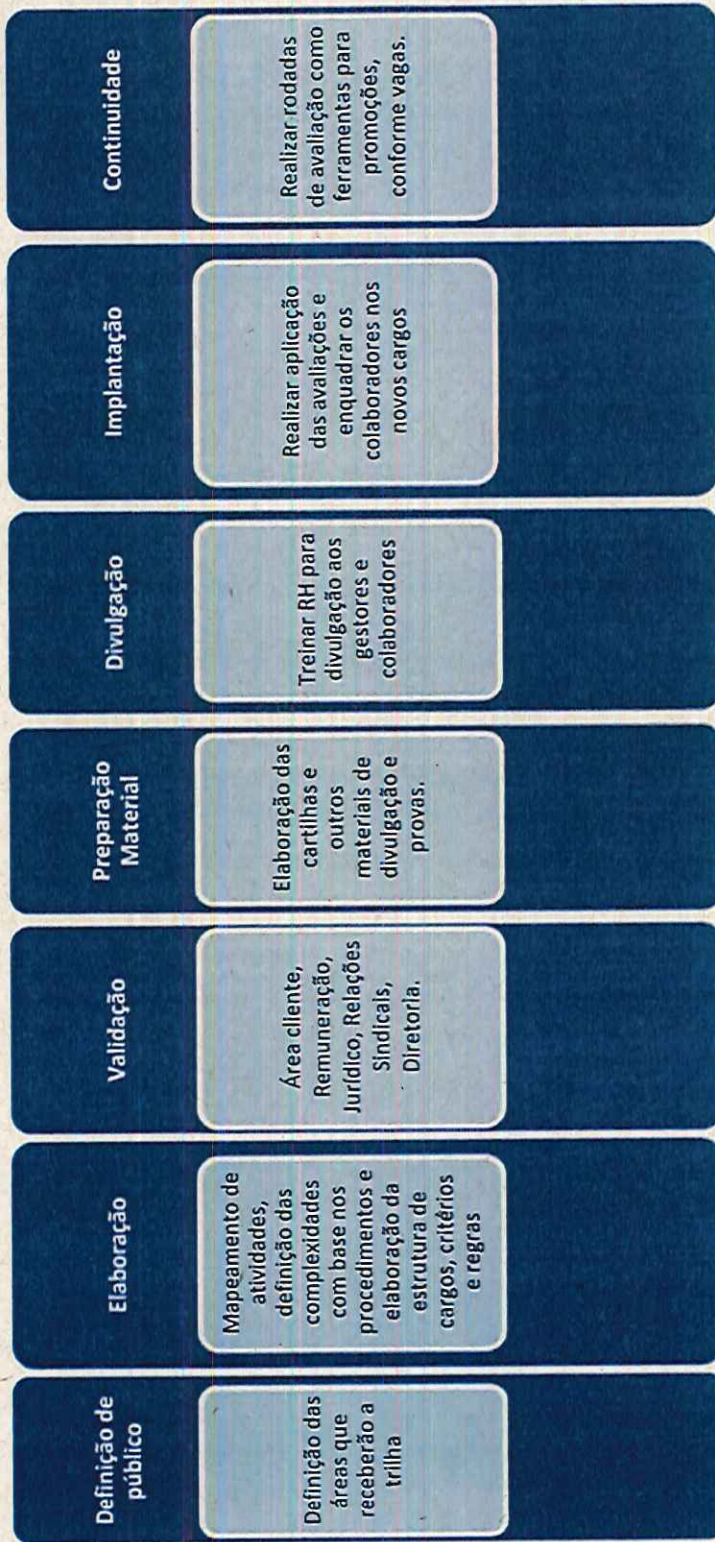 Definição de
público
Definição das
áreas que
receberão a
trilha
Elaboração
Mapeamento de
atividades,
definição das
complexidades
com base nos
procedimentos e
elaboração da
estrutura de
cargos, critérios
e regras
Validação
Área cliente,
Remuneração,
Jurídico, Relações
Sindicais,
Diretoria.
Preparação
Material
Elaboração das
cartilhas e
outros
materiais de
divulgação e
provas.
Divulgação
Treinar RH para
divulgação aos
gestores e
colaboradores
Implantação
Realizar aplicação
das avaliações e
enquadrar os
colaboradores nos
novos cargos
Continuidade
Realizar rodadas
de avaliação como
ferramentas para
promoções,
conforme vagas.